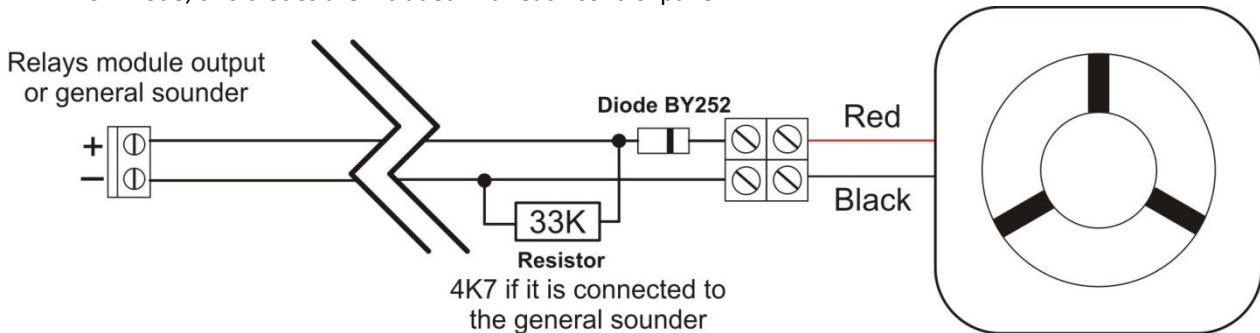 Relays module output
or general sounder
+
−
Diode BY252
Red
Black
33K
Resistor
4K7 if it is connected to
the general sounder